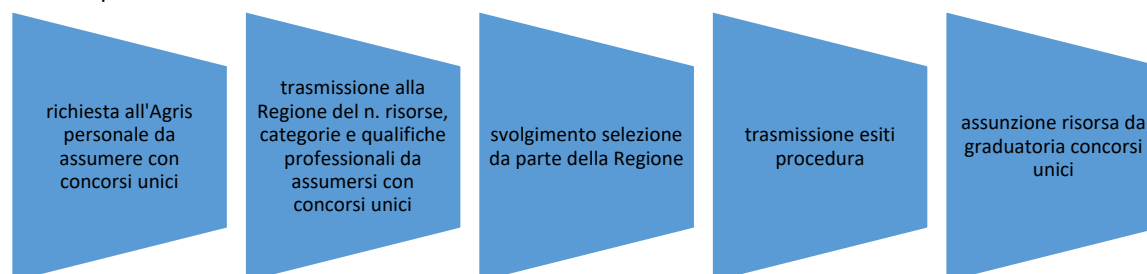 richiesta all'Agris
personale da
assumere con
concorsi unici
trasmissione alla
Regione del n. risorse,
categorie e qualifiche
professionali da
assumersi con
concorsi unici
svolgimento selezione
da parte della Regione
trasmissione esiti
procedura
assunzione risorsa da
graduatoria concorsi
unici